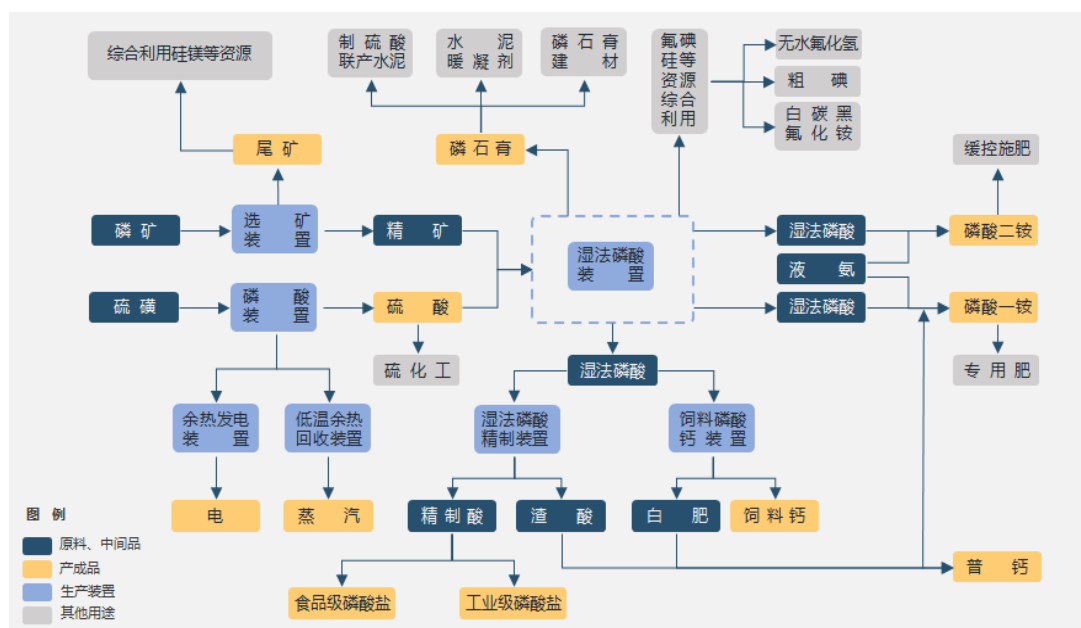 综合利用硅镁等资源
制硫酸
联产水泥
水泥
暖凝剂
磷石膏
建材
氟碘
硅等
资源
综合
利用
无水氟化氢
粗碘
白碳黑
氟化铵
尾矿
磷石膏
缓控施肥
磷矿
选矿
装置
精矿
湿法磷酸
装置
湿法磷酸
磷酸二铵
液氨
硫磺
磷酸
装置
硫酸
湿法磷酸
磷酸一铵
硫化工
湿法磷酸
专用肥
余热发电
装置
低温余热
回收装置
湿法磷酸
精制装置
饲料磷酸
钙装置
电
蒸汽
精制酸
渣酸
白肥
饲料钙
图例
原料、中间品
产成品
生产装置
其他用途
普钙
食品级磷酸盐
工业级磷酸盐